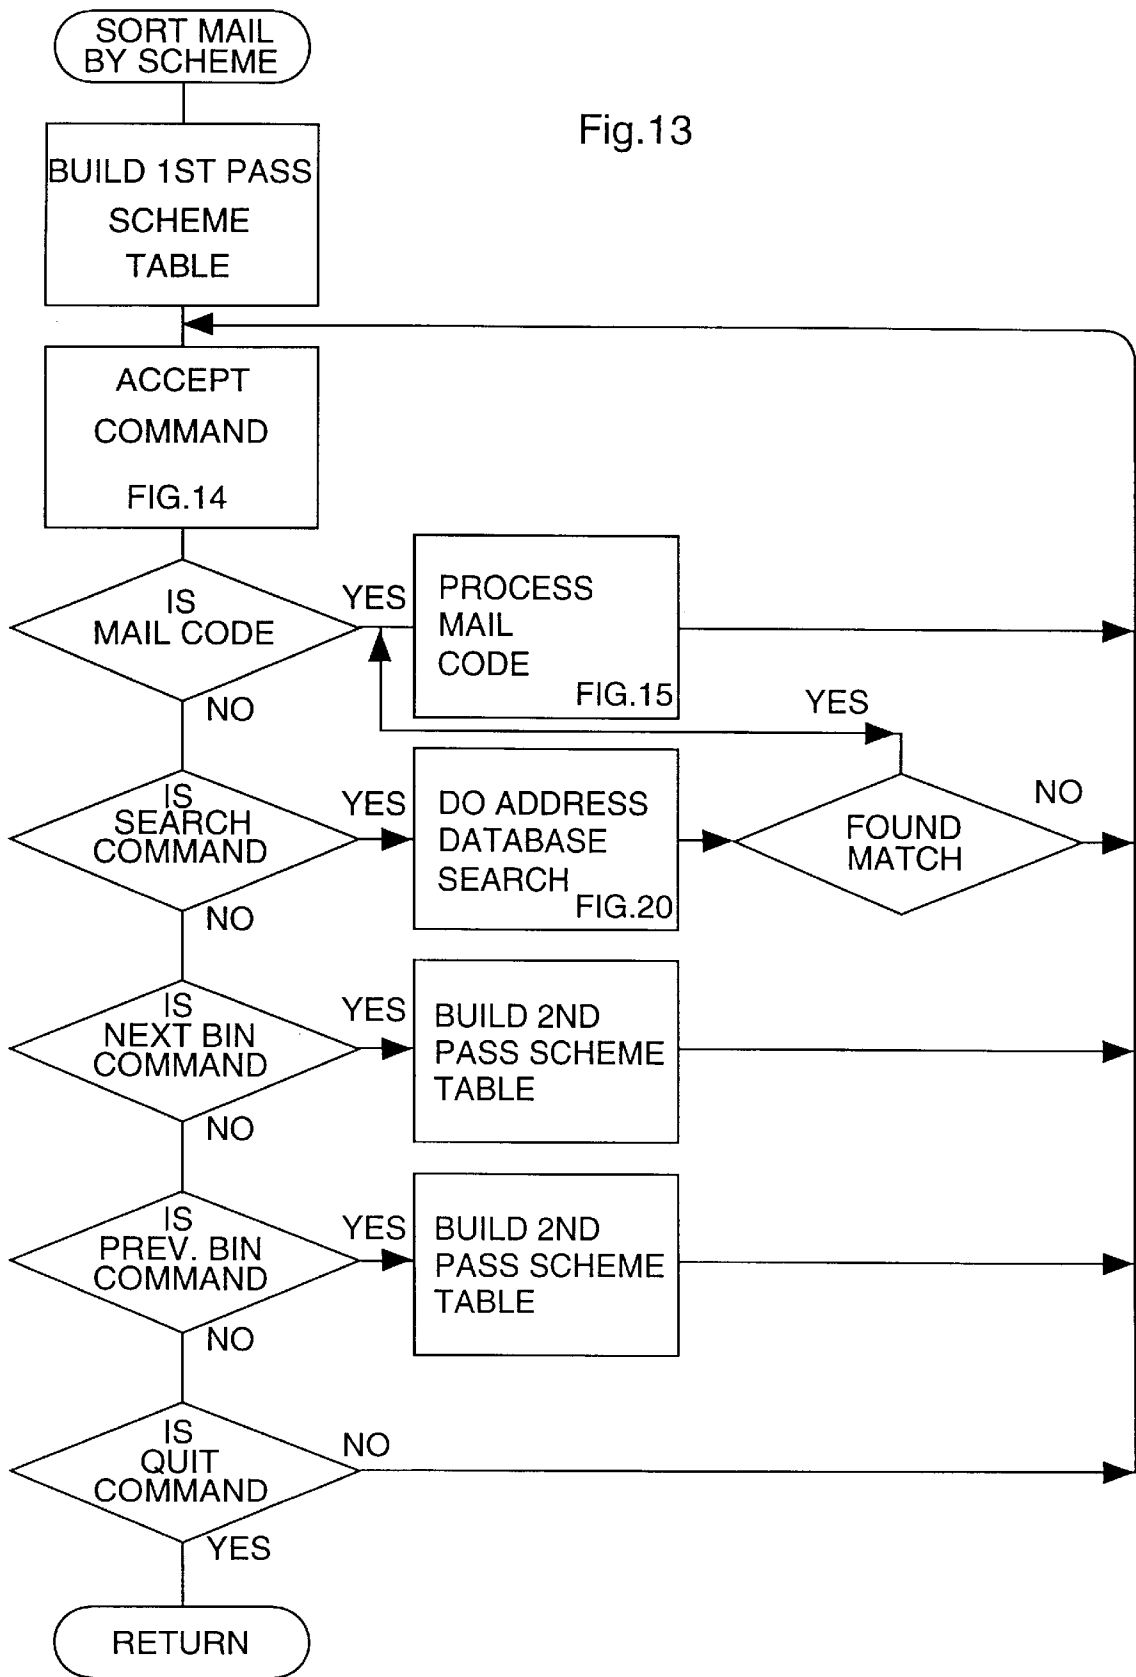 SORT MAIL
BY SCHEME
Fig.13
BUILD 1ST PASS
SCHEME
TABLE
ACCEPT
COMMAND
FIG.14
IS
MAIL CODE
YES
PROCESS
MAIL
CODE
FIG.15
NO
YES
IS
SEARCH
COMMAND
YES
DO ADDRESS
DATABASE
SEARCH
FIG.20
FOUND
MATCH
NO
NO
IS
NEXT BIN
COMMAND
YES
BUILD 2ND
PASS SCHEME
TABLE
NO
IS
PREV. BIN
COMMAND
YES
BUILD 2ND
PASS SCHEME
TABLE
NO
IS
QUIT
COMMAND
NO
YES
RETURN